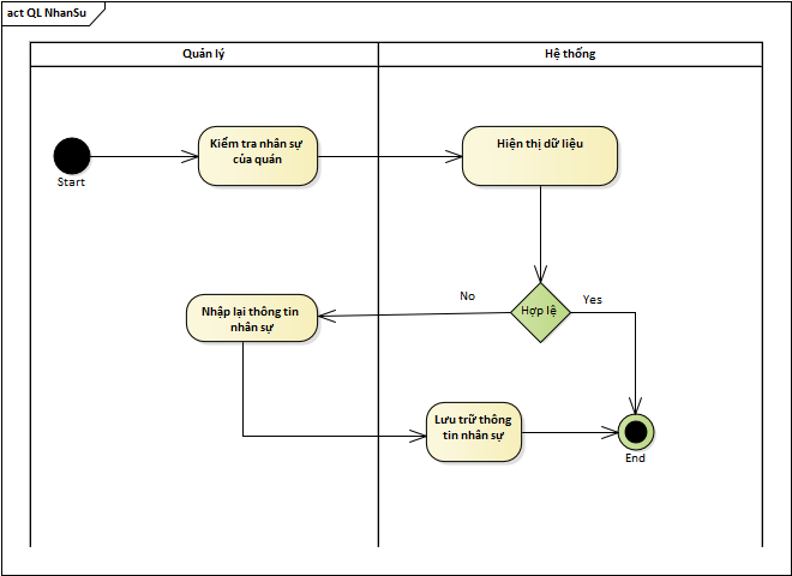 act QL NhanSu
Quản lý
Hệ thống
Kiểm tra nhân sự
của quán
Hiện thị dữ liệu
Start
Nhập lại thông tin
nhân sự
No
Hợp lệ
Yes
Lưu trữ thông
tin nhân sự
End